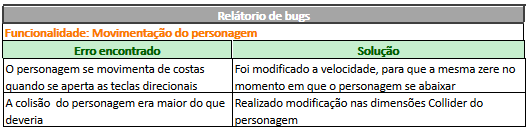 Relátorio de bugs
Funcionalidade: Movimentação do personagem
Erro encontrado
Solução
O personagem se movimenta de costas
quando se aperta as teclas direcionais
Foi modificado a velocidade, para que a mesma zere no
momento em que o personagem se abaixar
A colisão do personagem era maior do que
deveria
Realizado modificação nas dimensões Collider do
personagem